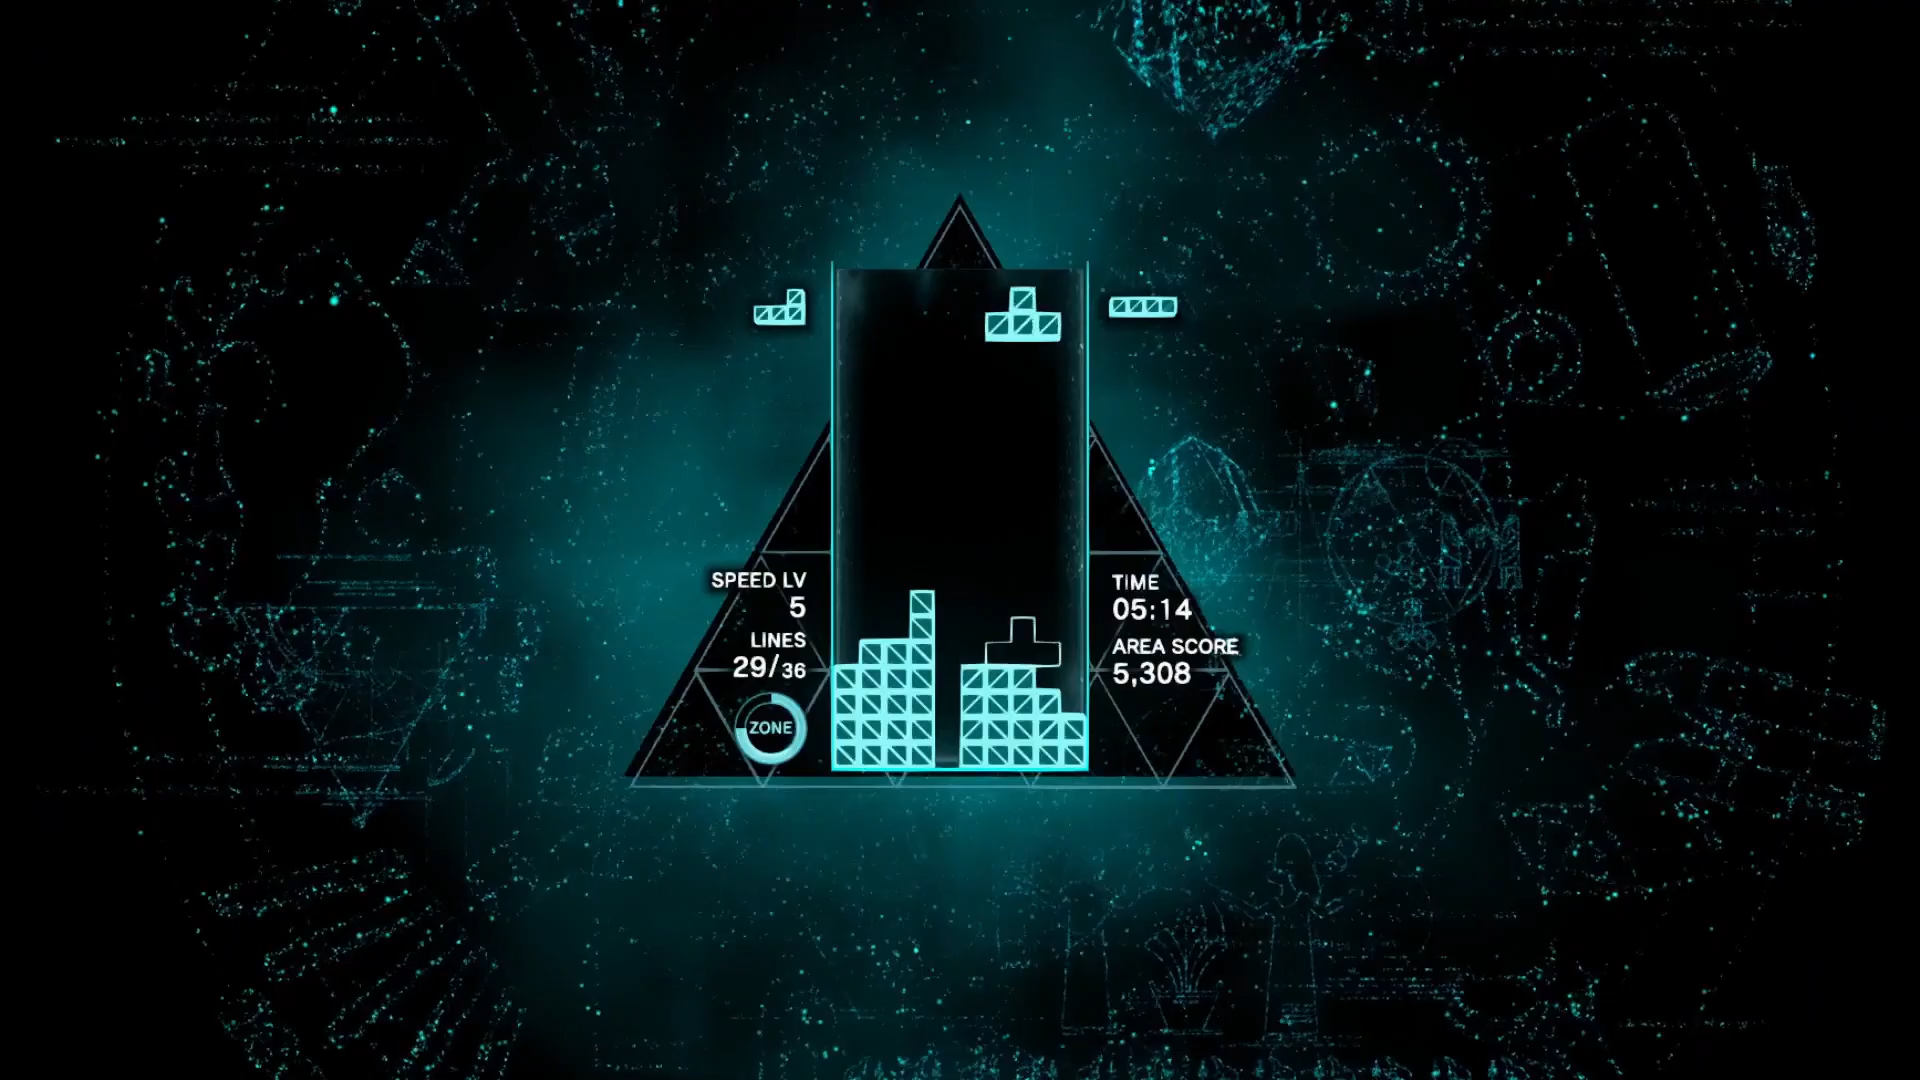 SPEED LV
5
LINES
29/36
ZONE
TIME
05:14
AREA SCORE
5,308